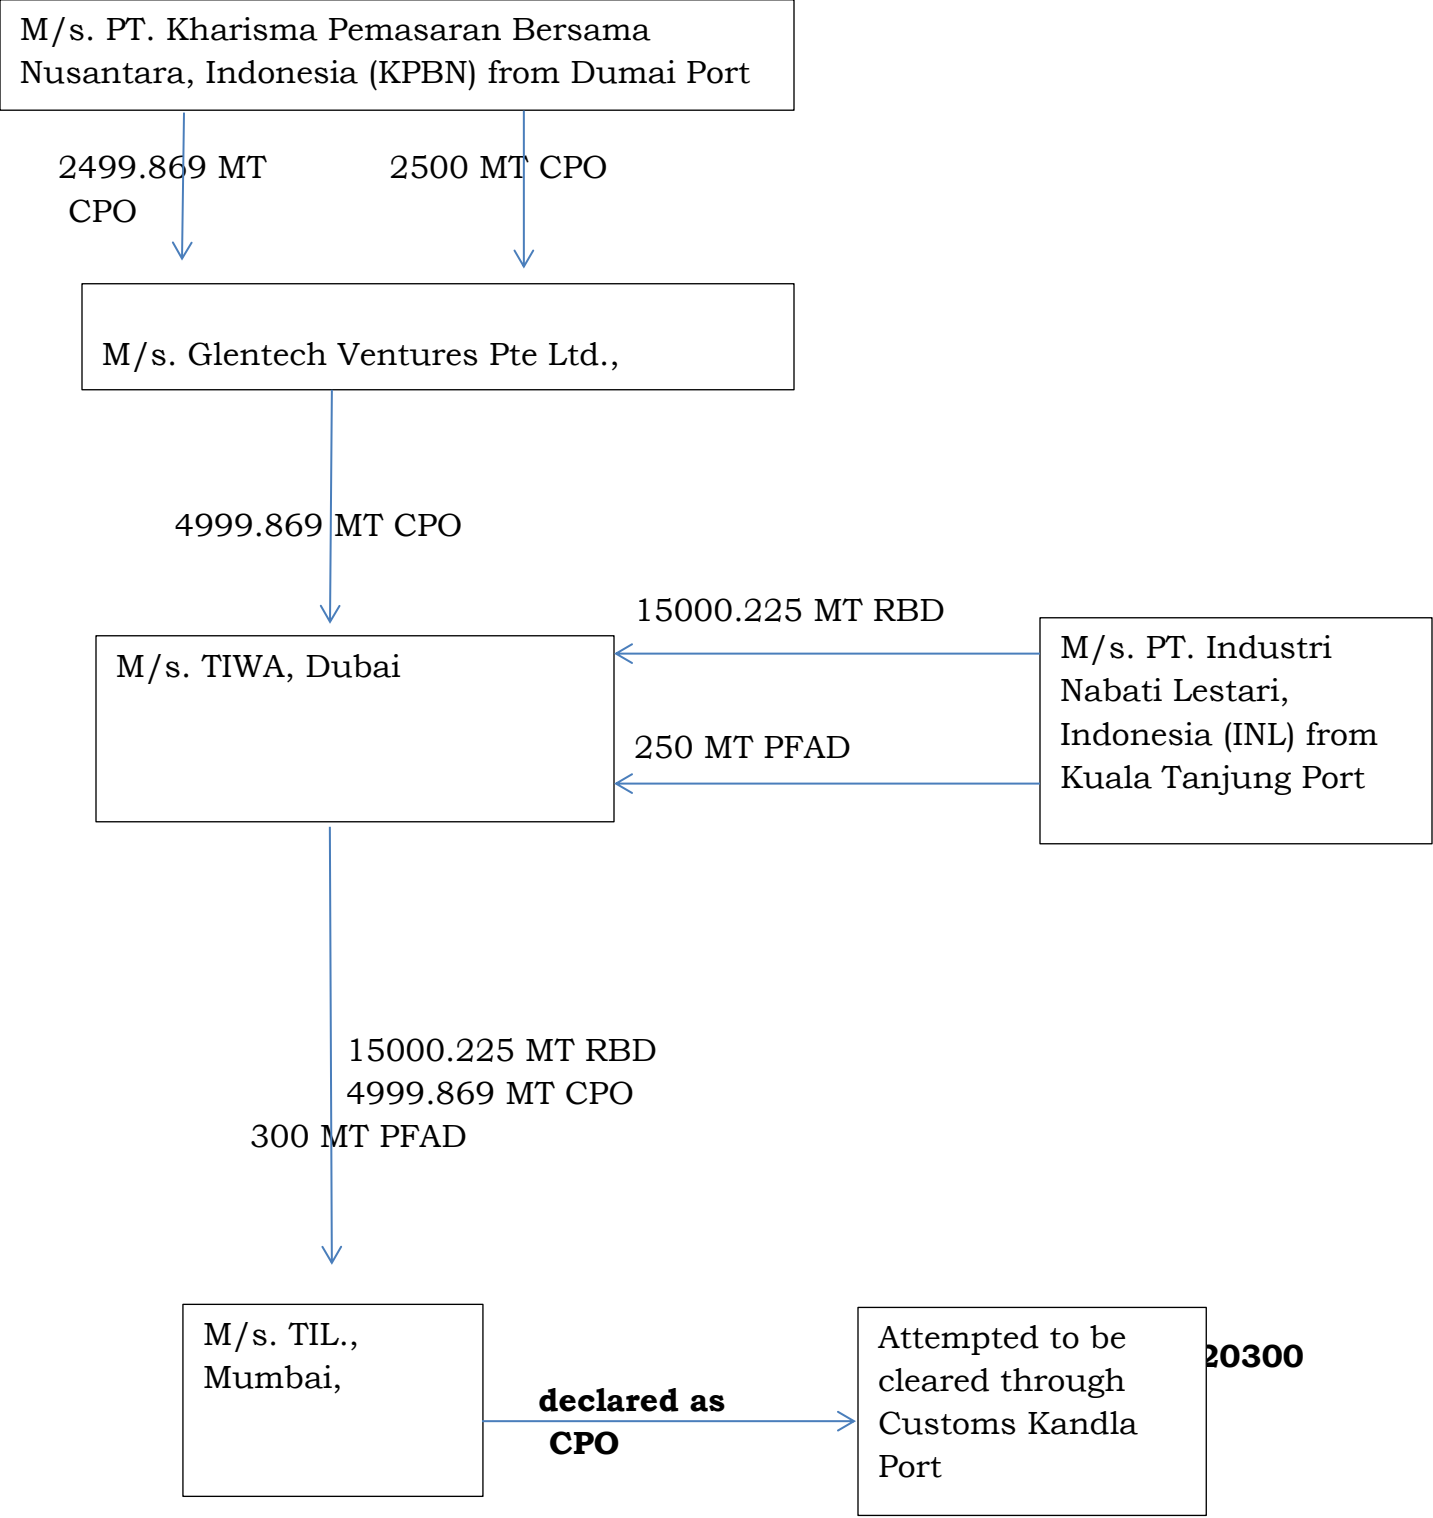 M/s. PT. Kharisma Pemasaran Bersama
Nusantara, Indonesia (KPBN) from Dumai Port
2499.869 MT
CPO
2500 MT CPO
M/s. Glentech Ventures Pte Ltd.,
4999.869 MT CPO
15000.225 MT RBD
M/s. TIWA, Dubai
250 MT PFAD
M/s. PT. Industri
Nabati Lestari,
Indonesia (INL) from
Kuala Tanjung Port
15000.225 MT RBD
4999.869 MT CPO
300 MT PFAD
M/s. TIL.,
Mumbai,
declared as
CPO
Attempted to be
cleared through
Customs Kandla
Port
20300